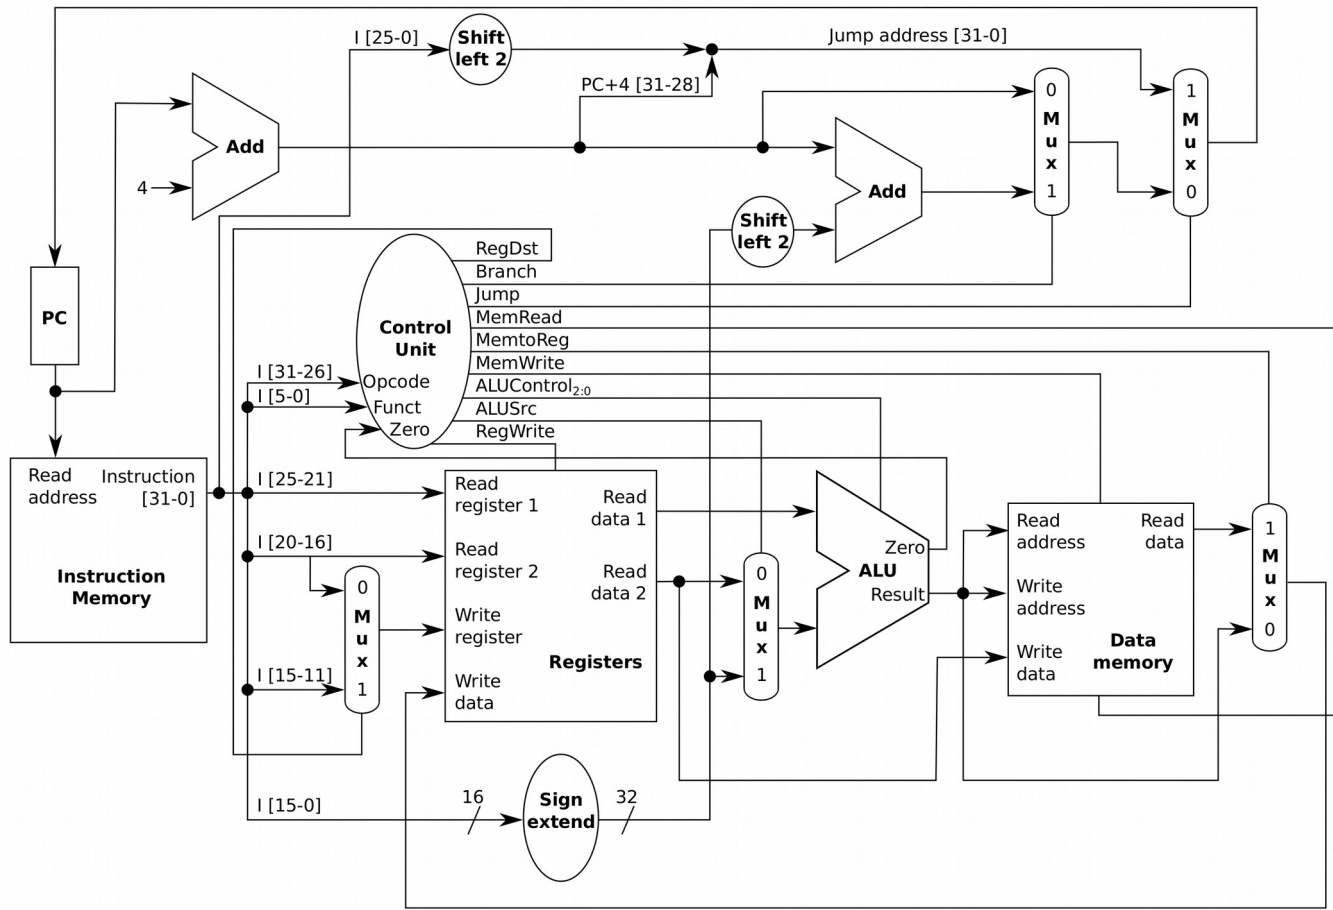 I [25-0]
Shift
left 2
Jump address [31-0]
PC+4 [31-28]
0
M
u
x
1
1
M
u
x
0
Add
4
Add
Shift
left 2
PC
RegDst
Branch
Jump
MemRead
MemtoReg
MemWrite
ALUControl2:0
ALUSrc
RegWrite
Control
Unit
I [31-26]
Opcode
I [5-0]
Funct
Zero
Read
address
Instruction
[31-0]
Instruction
Memory
I [25-21]
I [20-16]
0
M
u
x
1
I [15-11]
Read
register 1
Read
register 2
Write
register
Write
data
Read
data 1
Read
data 2
Registers
0
M
u
x
1
Zero
ALU
Result
Read
address
Write
address
Write
data
Read
data
Data
memory
1
M
u
x
0
I [15-0]
16
Sign
extend
32